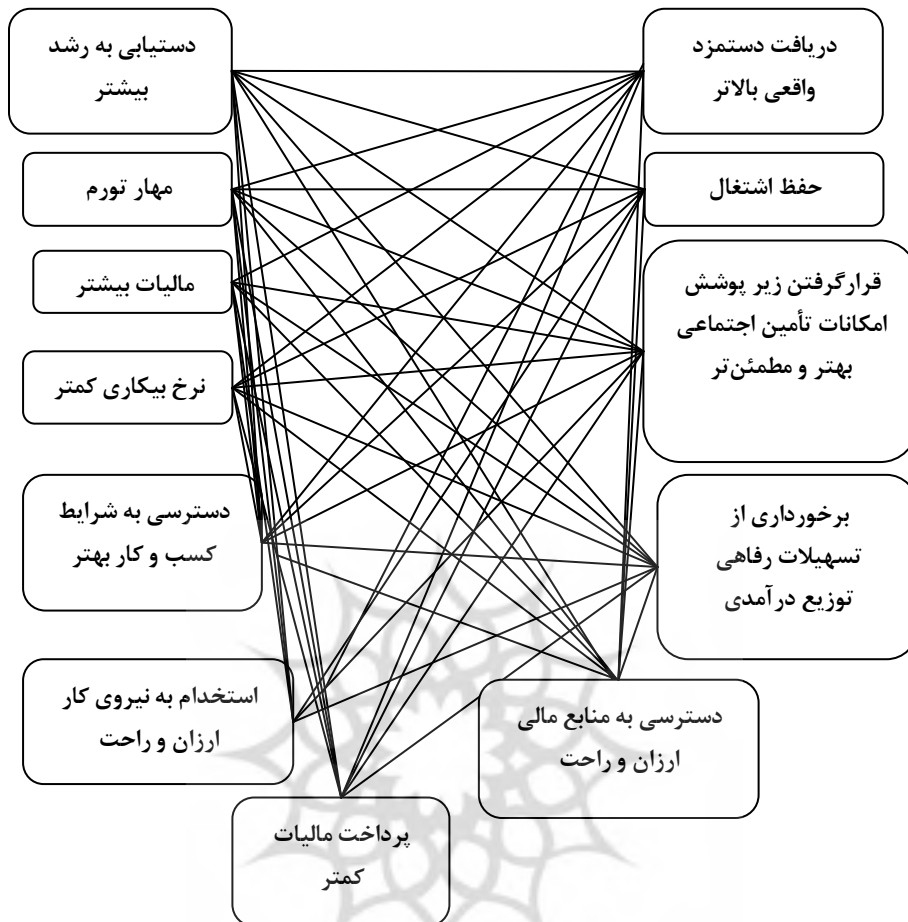 دریافت دستمزد
واقعی بالاتر
دستیابی به رشد
بیشتر
حفظ اشتغال
مهار تورم
قرارگرفتن زیر پوشش
امکانات تأمین اجتماعی
بهتر و مطمئن‌تر
مالیات بیشتر
نرخ بیکاری کمتر
برخورداری از
تسهیلات رفاهی
توزیع درآمدی
دسترسی به شرایط
کسب و کار بهتر
دسترسی به منابع مالی
ارزان و راحت
استخدام به نیروی کار
ارزان و راحت
پرداخت مالیات
کمتر